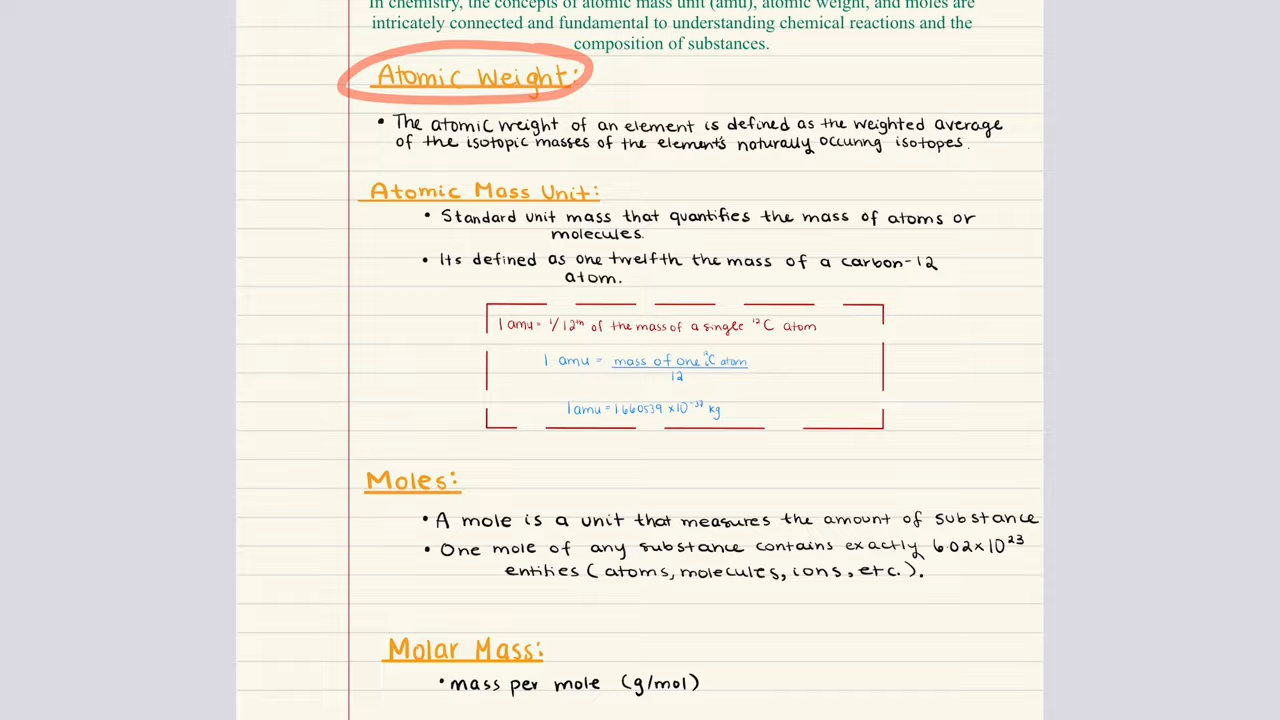 In chemistry, the concepts of atomic mass unit (amu), atomic weight, and moles are
intricately connected and fundamental to understanding chemical reactions and the
composition of substances.
Atomic Weight:
• The atomic weight of an element is defined as the weighted average
of the isotopic masses of the element's naturally occuring isotopes.
Atomic Mass Unit:
• Standard unit mass that quantifies the mass of atoms or
molecules.
• Its defined as one twelfth the mass of a carbon-12
atom.
1 amu = 1/12th of the mass of a single ¹²C atom
1 amu = mass of one ¹²C atom
12
1 amu = 1.660539 x10⁻³⁷ kg
Moles:
• A mole is a unit that measures the amount of substance
• One mole of any substance contains exactly 6.02x10²³
entities (atoms, molecules, ions, etc.).
Molar Mass:
• mass per mole (g/mol)